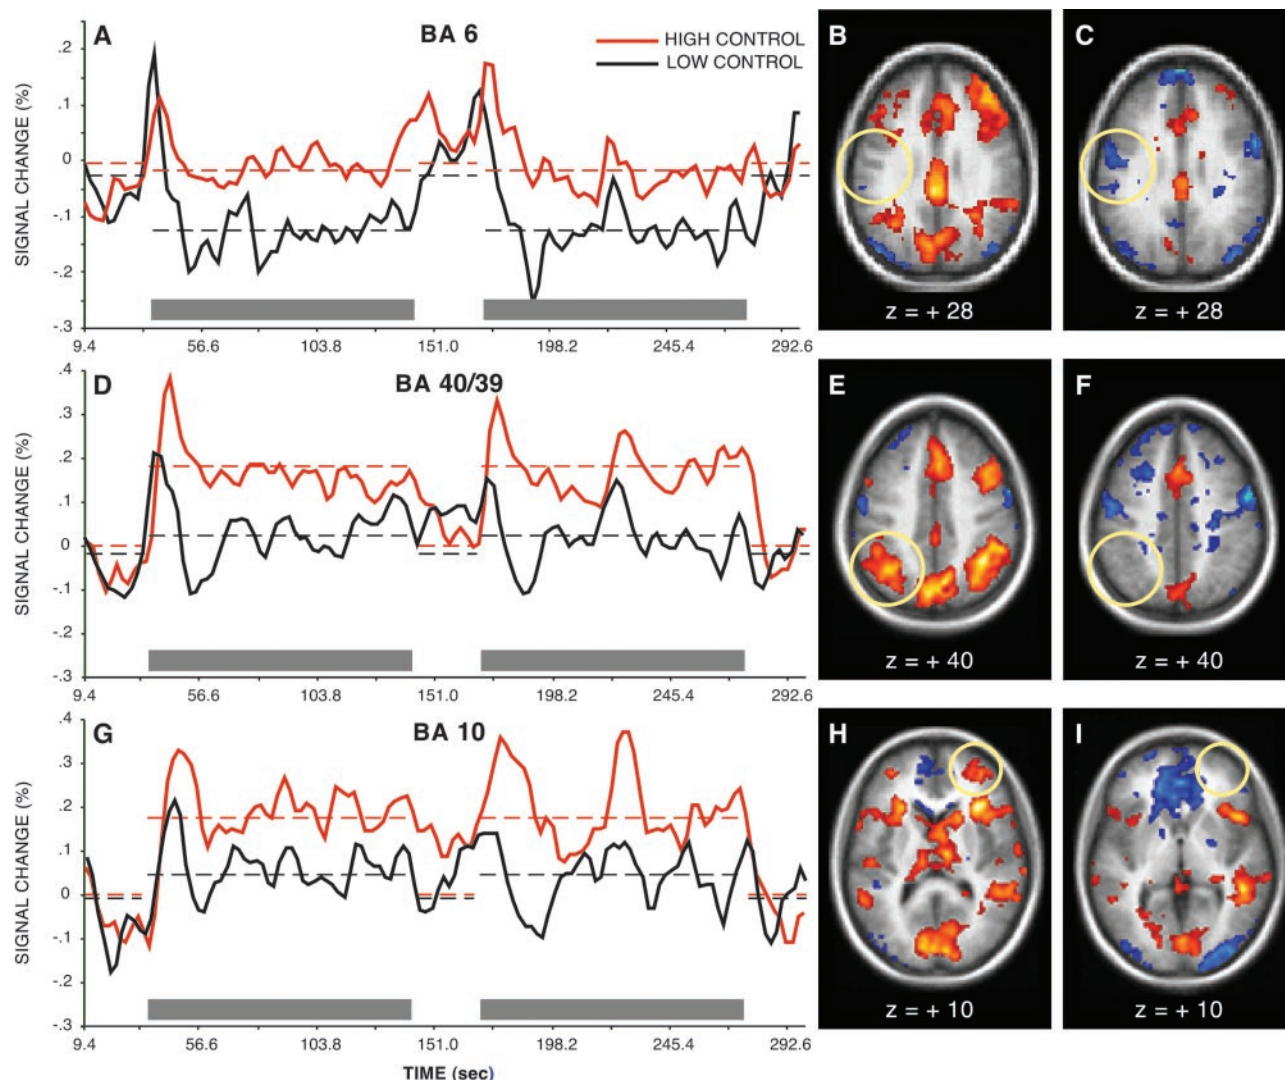 A
BA 6
HIGH CONTROL
LOW CONTROL
SIGNAL CHANGE (%)
.2
.1
0
-.1
-.2
-.3
9.4 56.6 103.8 151.0 198.2 245.4 292.6
B
z = + 28
C
z = + 28
D
BA 40/39
SIGNAL CHANGE (%)
.4
.3
.2
.1
0
-.1
-.2
-.3
9.4 56.6 103.8 151.0 198.2 245.4 292.6
E
z = + 40
F
z = + 40
G
BA 10
SIGNAL CHANGE (%)
.4
.3
.2
.1
0
-.1
-.2
-.3
9.4 56.6 103.8 151.0 198.2 245.4 292.6
TIME (sec)
H
z = + 10
I
z = + 10